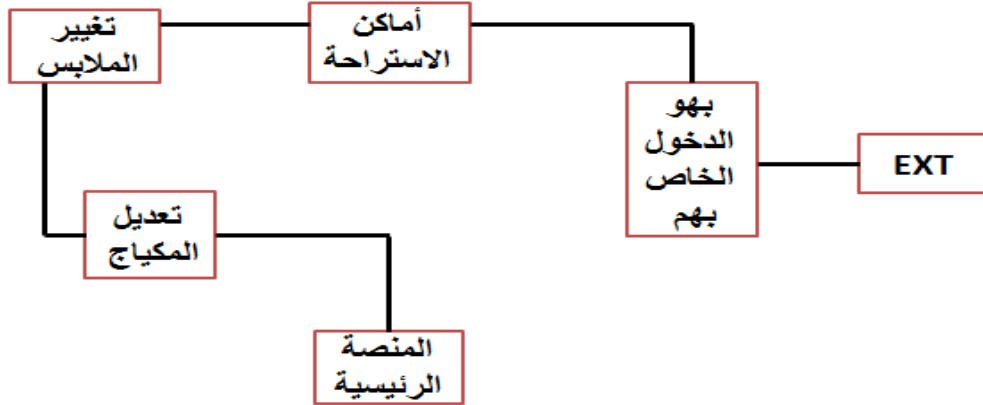 تغيير
الملابس
أماكن
الاستراحة
بهو
الدخول
الخاص
بهم
EXT
تعديل
المكياج
المنصة
الرئيسية